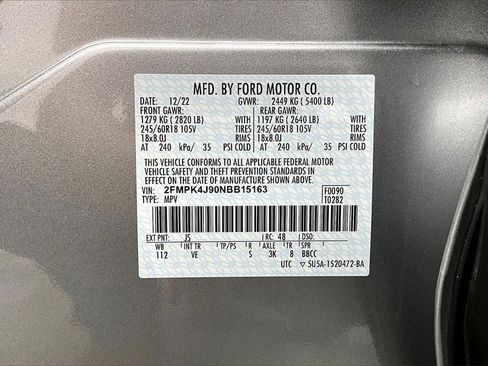 MFD. BY FORD MOTOR CO.
DATE: 12/22 GVWR: 2449 KG ( 5400 LB)
FRONT GAWR: REAR GAWR:
1279 KG ( 2820 LB) WITH 1197 KG ( 2640 LB) WITH
245/60R18 105V TIRES 245/60R18 105V TIRES
18x8.0J RIMS 18x8.0J RIMS
AT 240 kPa/ 35 PSI COLD AT 240 kPa/ 35 PSI COLD
THIS VEHICLE CONFORMS TO ALL APPLICABLE FEDERAL MOTOR
VEHICLE SAFETY AND THEFT PREVENTION STANDARDS IN EFFECT ON
THE DATE OF MANUFACTURE SHOWN ABOVE.
VIN: 2FMPK4J90NBB15163 F0090
TYPE: MPV T0282
EXT PNT: JS RC: 48 DSO:
WB INT TR TP/PS R AXLE TR SPR
112 VE S 3K 8 BBCC
UTC 5U5A-1520472-BA